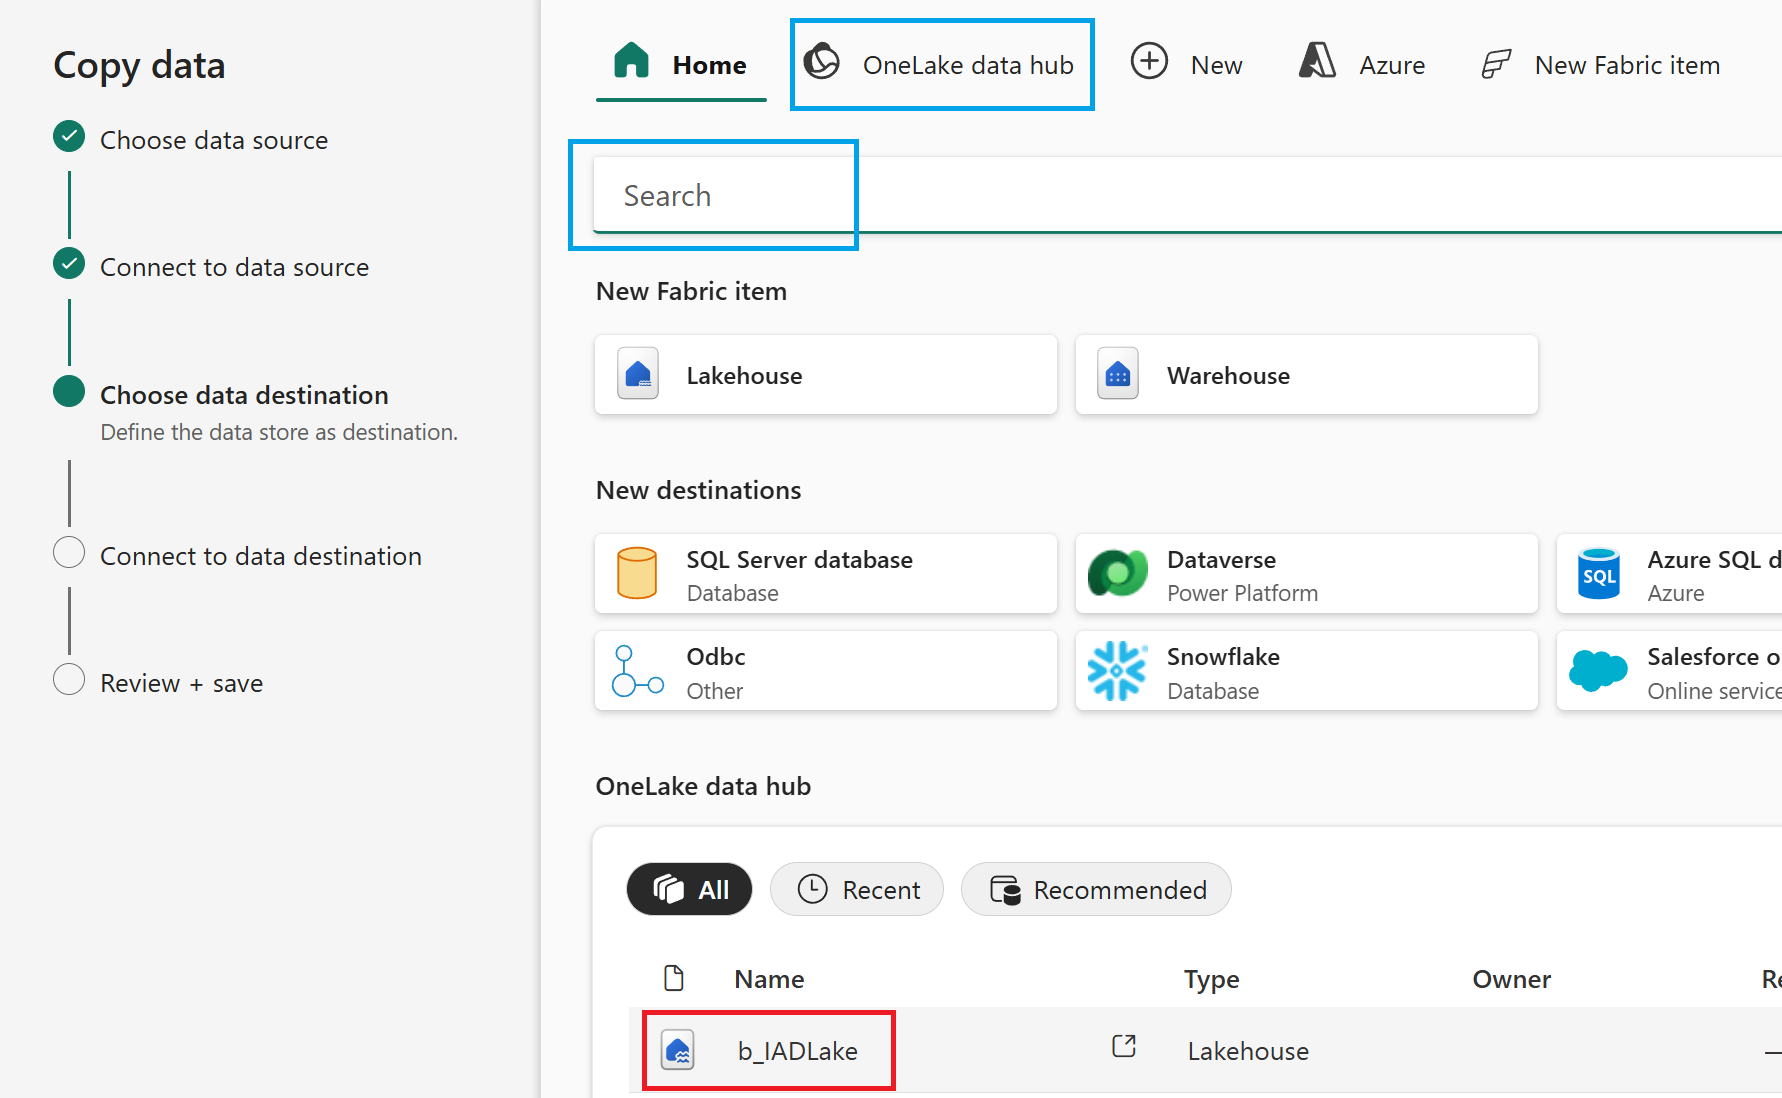 Copy data
Choose data source
Connect to data source
Choose data destination
Define the data store as destination.
Connect to data destination
Review + save
Home
OneLake data hub
New
Azure
New Fabric item
Search
New Fabric item
Lakehouse
Warehouse
New destinations
SQL Server database
Database
Dataverse
Power Platform
SQL
Azure SQL d
Azure
Odbc
Other
Snowflake
Database
Salesforce o
Online service
OneLake data hub
All
Recent
Recommended
Name
Type
Owner
Re
b_IADLake
Lakehouse
—